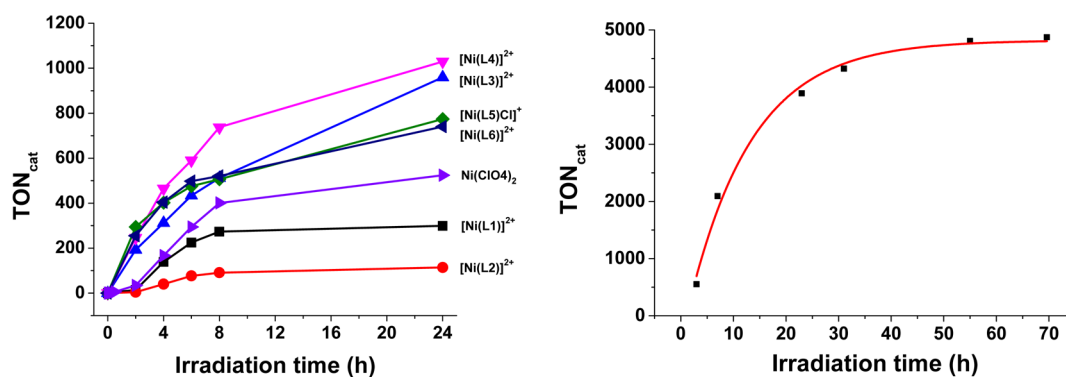 1200
1000
800
600
400
200
0
TONcat
0 4 8 12 16 20 24
Irradiation time (h)
[Ni(L4)]²⁺
[Ni(L3)]²⁺
[Ni(L5)Cl]⁺
[Ni(L6)]²⁺
Ni(ClO4)₂
[Ni(L1)]²⁺
[Ni(L2)]²⁺
5000
4000
3000
2000
1000
0
TONcat
0 10 20 30 40 50 60 70
Irradiation time (h)